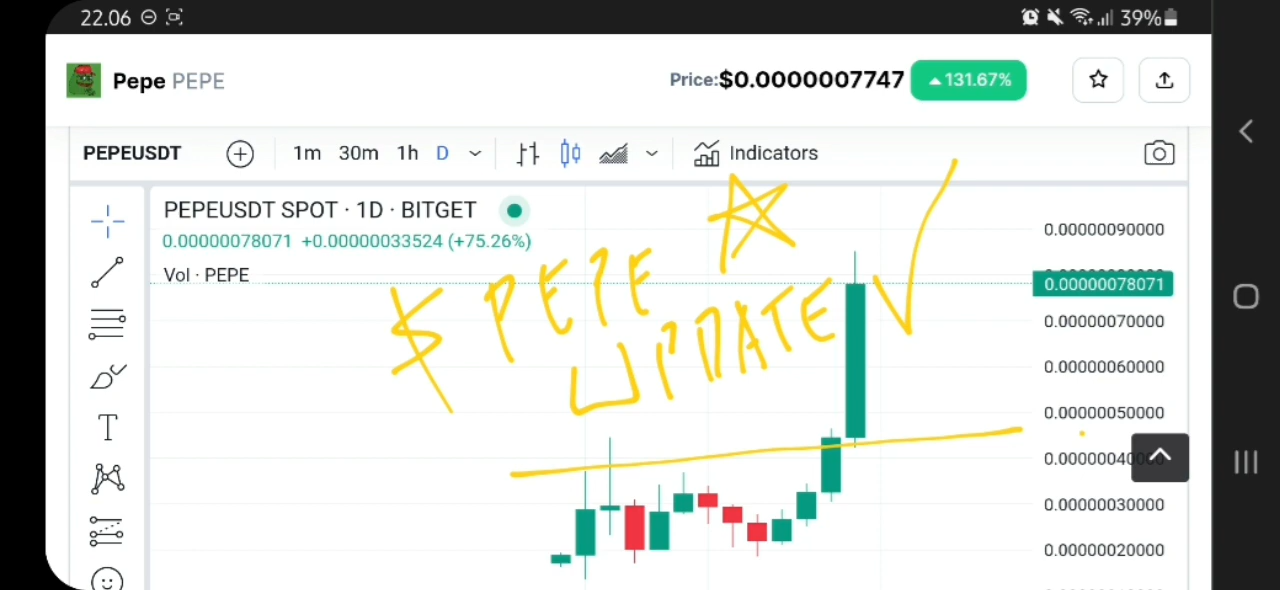 22.06 39%
Pepe PEPE Price:$0.0000007747 131.67%
PEPEUSDT 1m 30m 1h D Indicators
PEPEUSDT SPOT · 1D · BITGET
0.00000078071 +0.00000033524 (+75.26%)
Vol · PEPE
$ PEPE
UPDATE
0.00000090000
0.00000078071
0.00000070000
0.00000060000
0.00000050000
0.00000040000
0.00000030000
0.00000020000
T